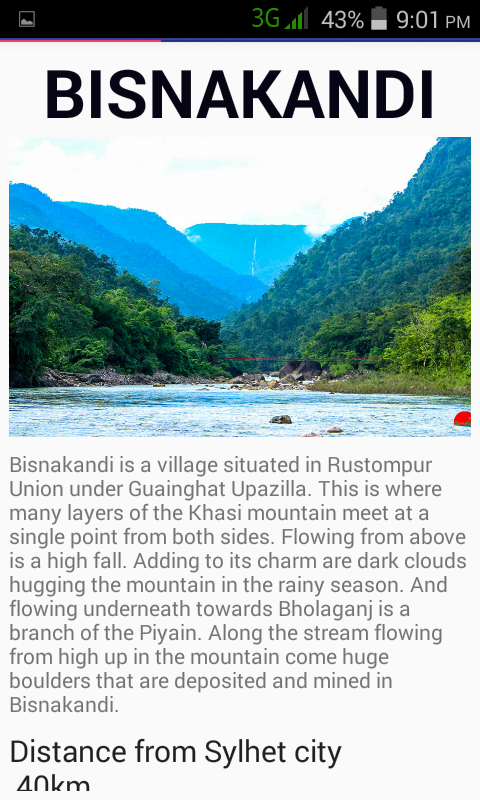 3G 43% 9:01 PM
BISNAKANDI
Bisnakandi is a village situated in Rustompur
Union under Guainghat Upazilla. This is where
many layers of the Khasi mountain meet at a
single point from both sides. Flowing from above
is a high fall. Adding to its charm are dark clouds
hugging the mountain in the rainy season. And
flowing underneath towards Bholaganj is a
branch of the Piyain. Along the stream flowing
from high up in the mountain come huge
boulders that are deposited and mined in
Bisnakandi.
Distance from Sylhet city
40km